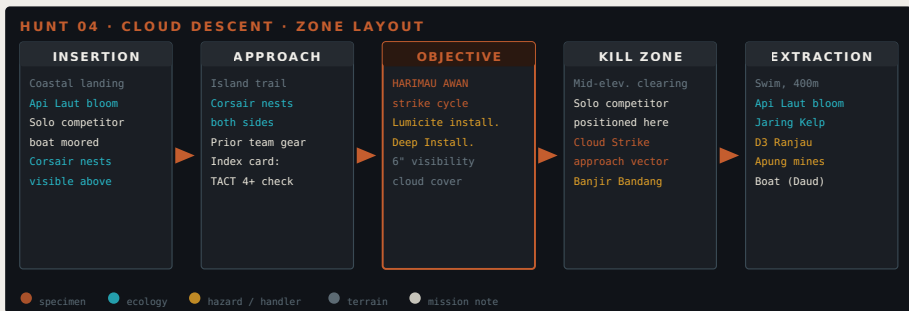 HUNT 04 · CLOUD DESCENT · ZONE LAYOUT
INSERTION
Coastal landing
Api Laut bloom
Solo competitor
boat moored
Corsair nests
visible above
APPROACH
Island trail
Corsair nests
both sides
Prior team gear
Index card:
TACT 4+ check
OBJECTIVE
HARIMAU AWAN
strike cycle
Lumicite install.
Deep Install.
6" visibility
cloud cover
KILL ZONE
Mid-elev. clearing
Solo competitor
positioned here
Cloud Strike
approach vector
Banjir Bandang
EXTRACTION
Swim, 400m
Api Laut bloom
Jaring Kelp
D3 Ranjau
Apung mines
Boat (Daud)
specimen
ecology
hazard / handler
terrain
mission note